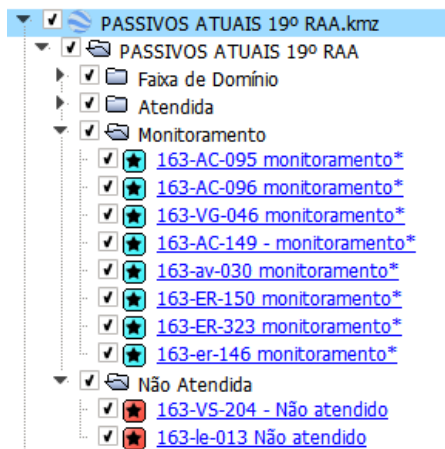 PASSIVOS ATUAIS 19º RAA.kmz
PASSIVOS ATUAIS 19º RAA
Faixa de Domínio
Atendida
Monitoramento
163-AC-095 monitoramento*
163-AC-096 monitoramento*
163-VG-046 monitoramento*
163-AC-149 - monitoramento*
163-av-030 monitoramento*
163-ER-150 monitoramento*
163-ER-323 monitoramento*
163-er-146 monitoramento*
Não Atendida
163-VS-204 - Não atendido
163-le-013 Não atendido